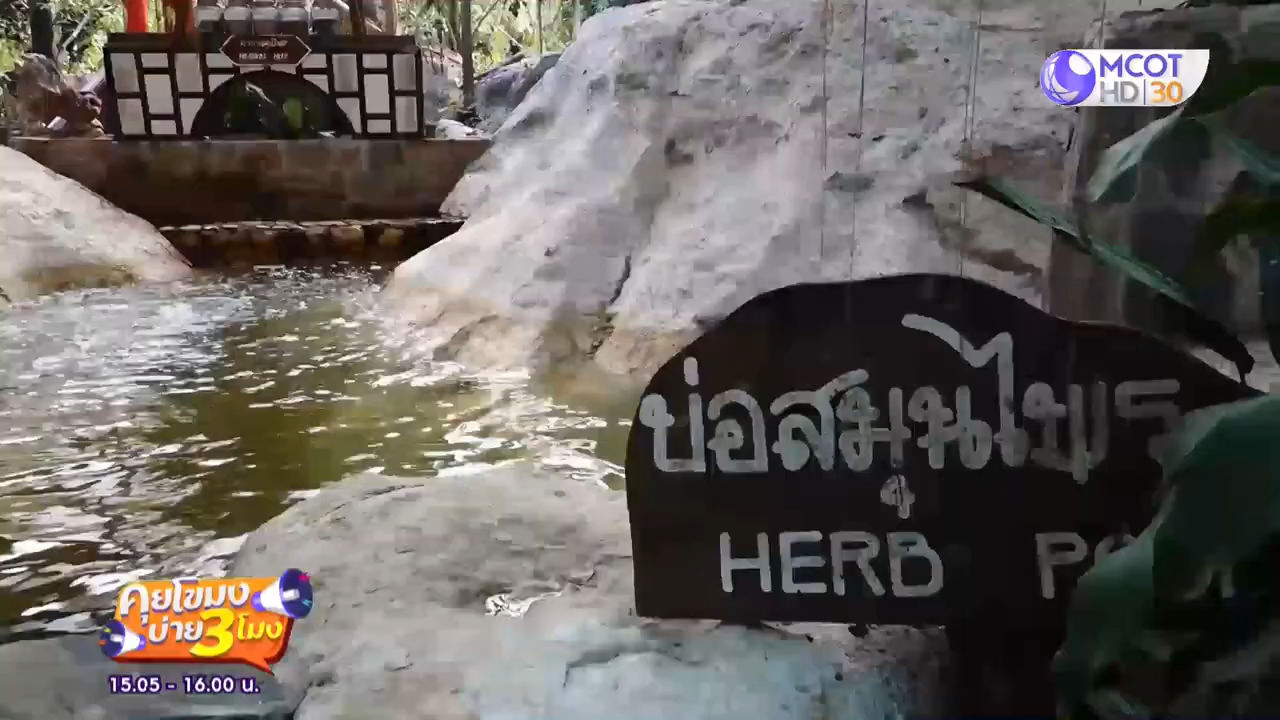 MCOT
HD 30
บ่อสมุนไพร
HERB
คุยโขมง
บ่าย 3 โมง
15.05 - 16.00 น.